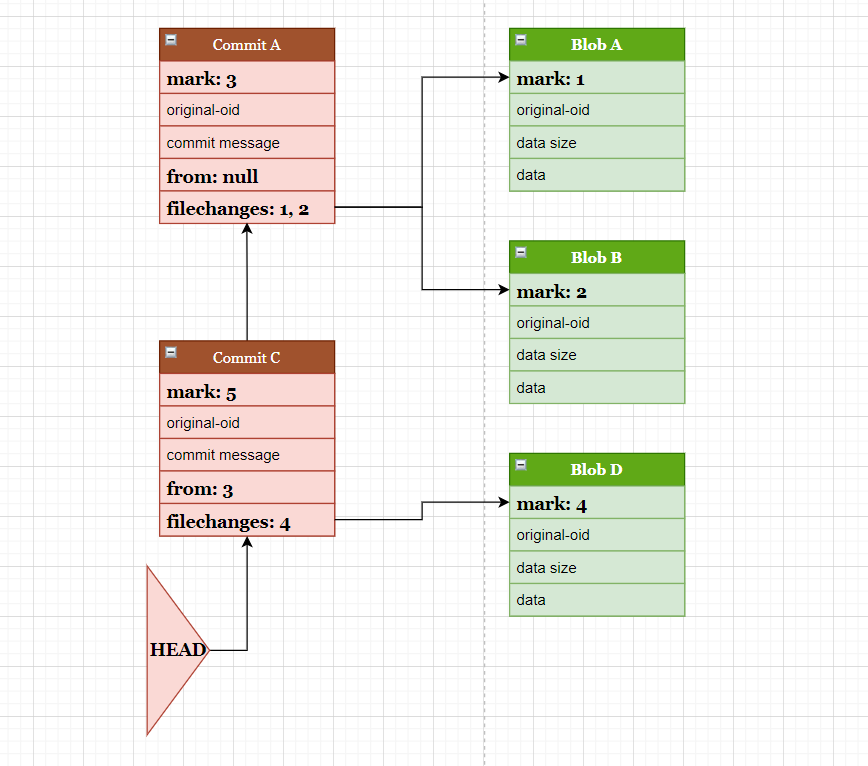 Commit A
mark: 3
original-oid
commit message
from: null
filechanges: 1, 2
Blob A
mark: 1
original-oid
data size
data
Blob B
mark: 2
original-oid
data size
data
Commit C
mark: 5
original-oid
commit message
from: 3
filechanges: 4
Blob D
mark: 4
original-oid
data size
data
HEAD